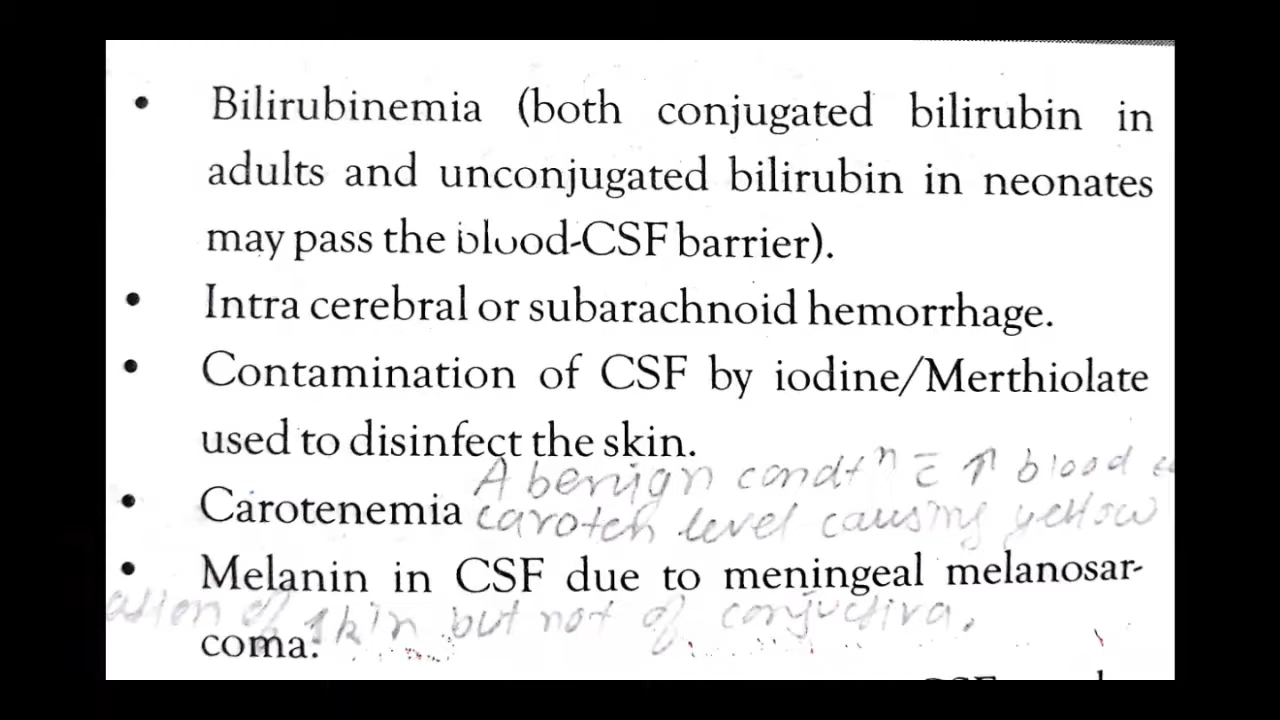 • Bilirubinemia (both conjugated bilirubin in
adults and unconjugated bilirubin in neonates
may pass the blood-CSF barrier).
• Intra cerebral or subarachnoid hemorrhage.
• Contamination of CSF by iodine/Merthiolate
used to disinfect the skin.
A benign condtⁿ c̄ ↑ blood
• Carotenemia
caroten level causing yellow
• Melanin in CSF due to meningeal melanosar-
of skin but not of conjuctiva.
coma.